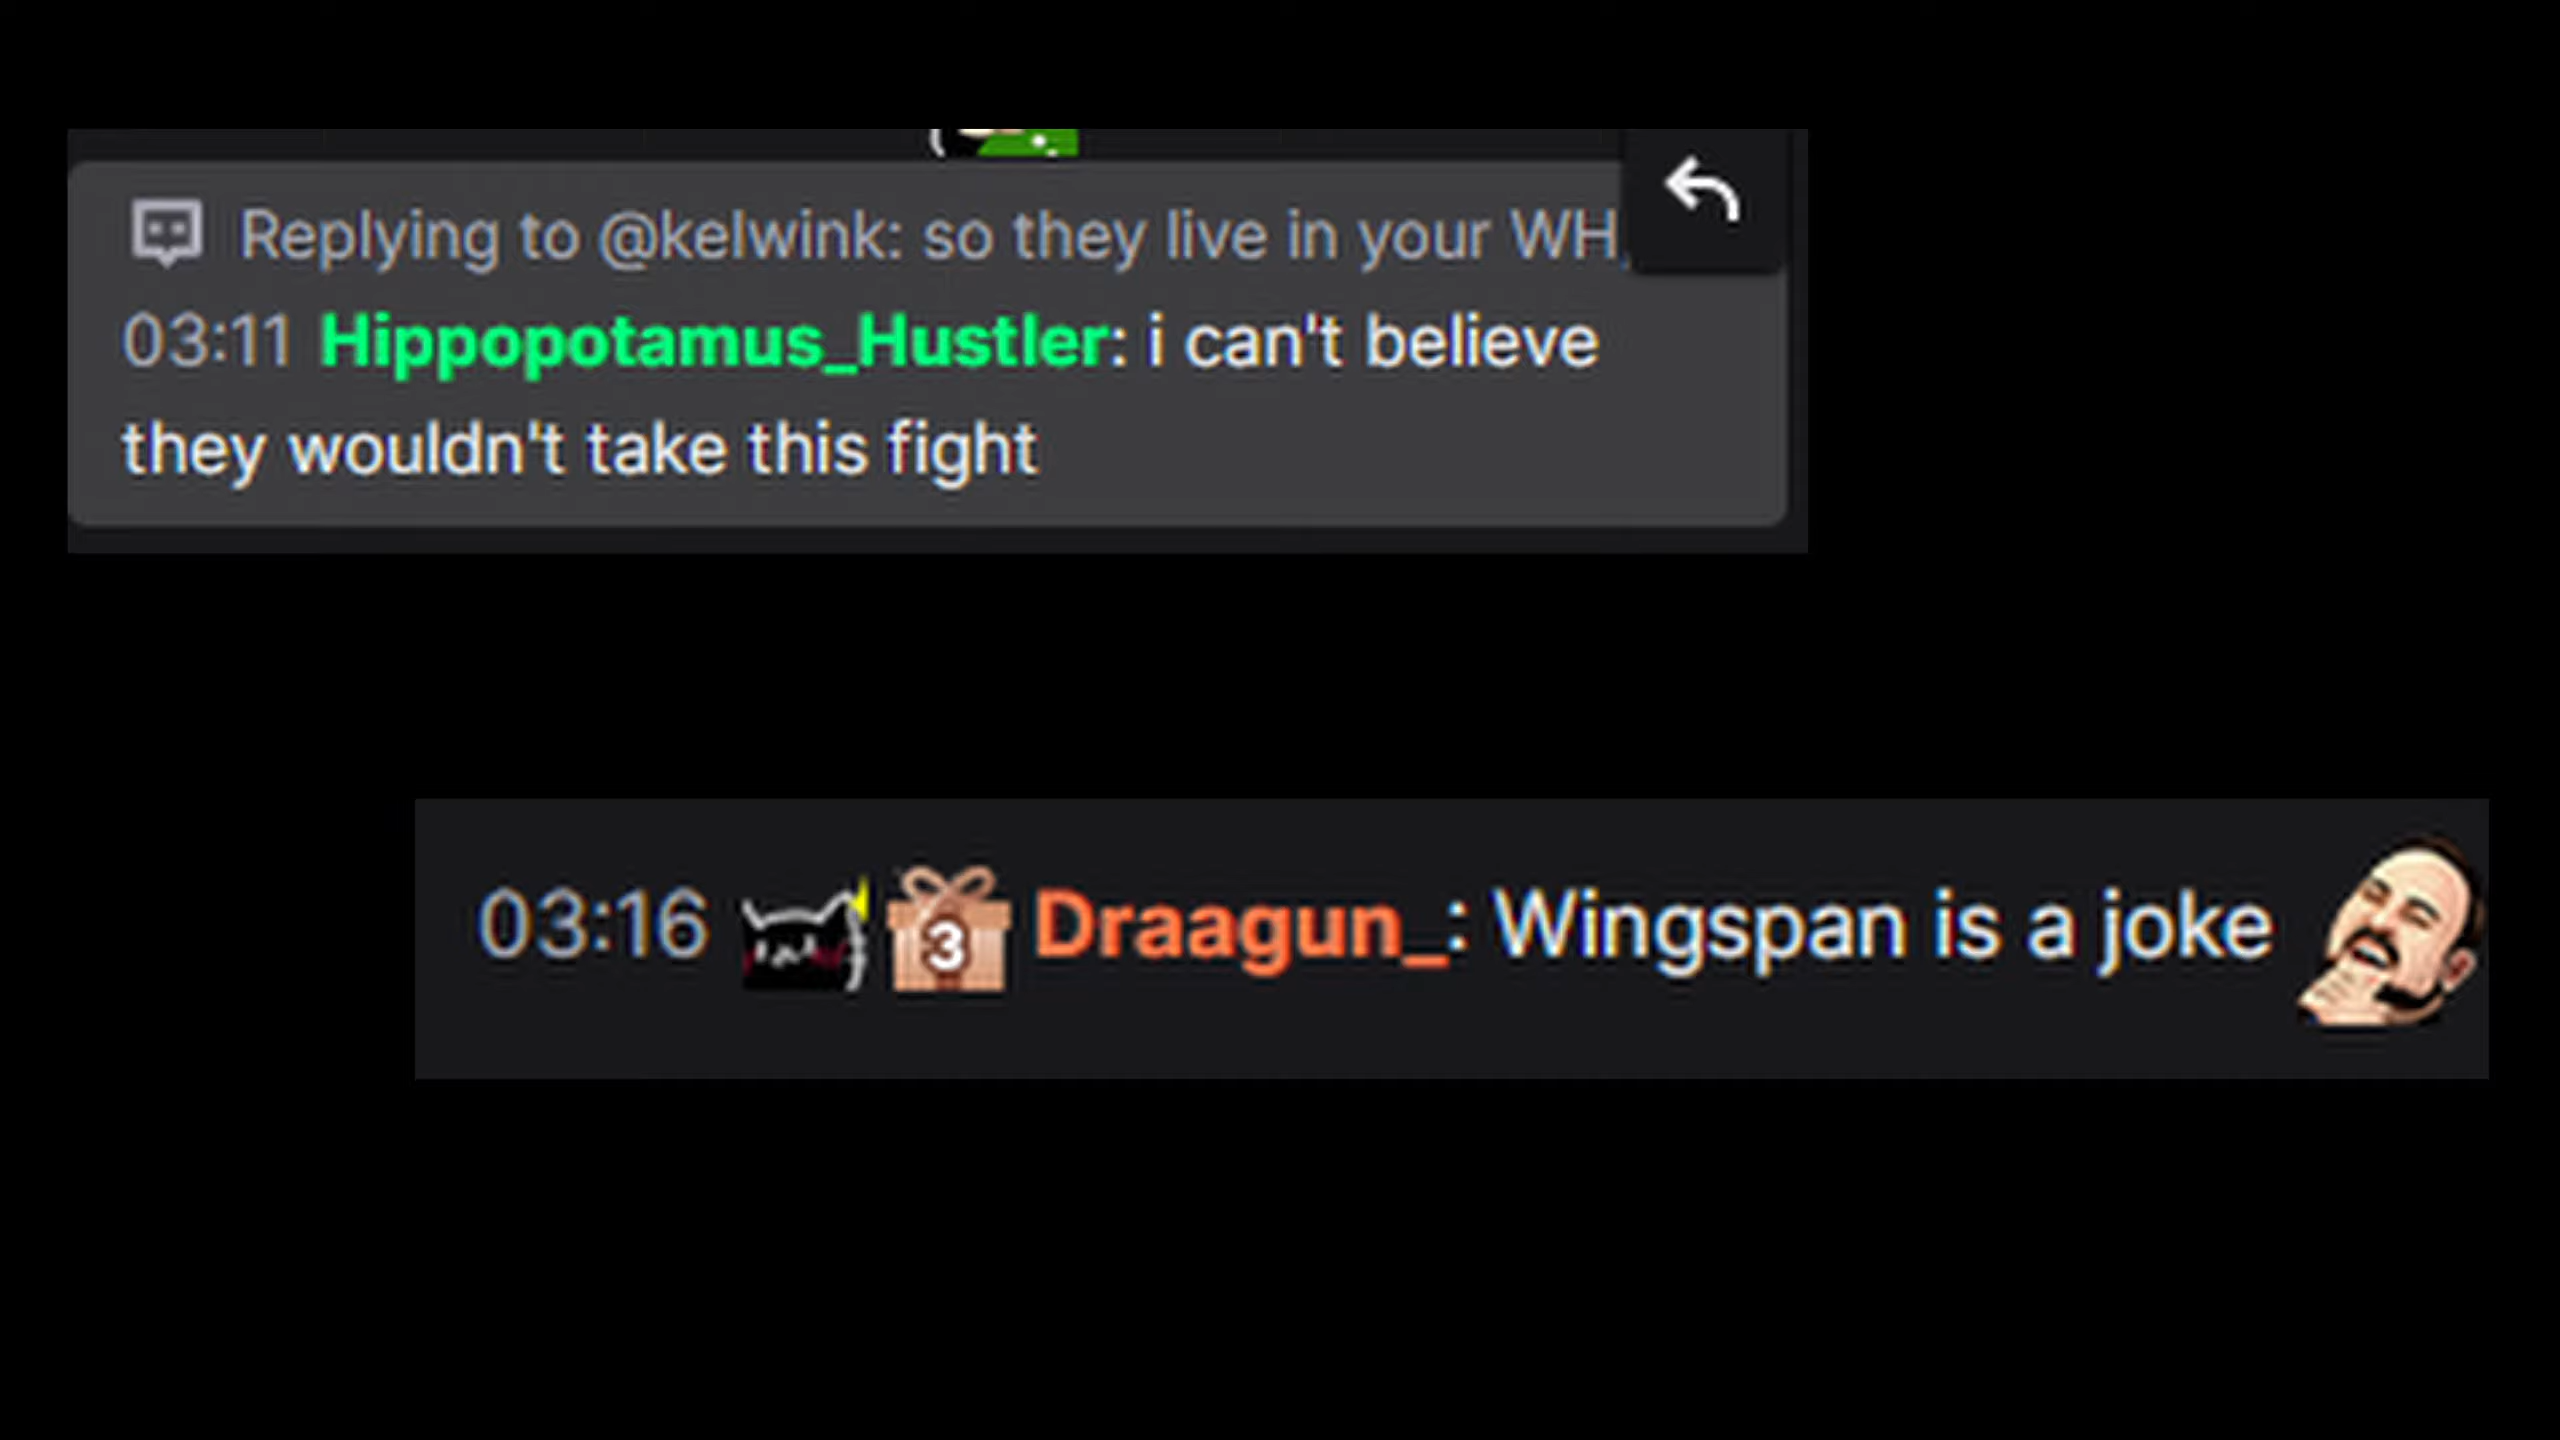 Replying to @kelwink: so they live in your WH,
03:11 Hippopotamus_Hustler: i can't believe
they wouldn't take this fight
03:16 3 Draagun_: Wingspan is a joke